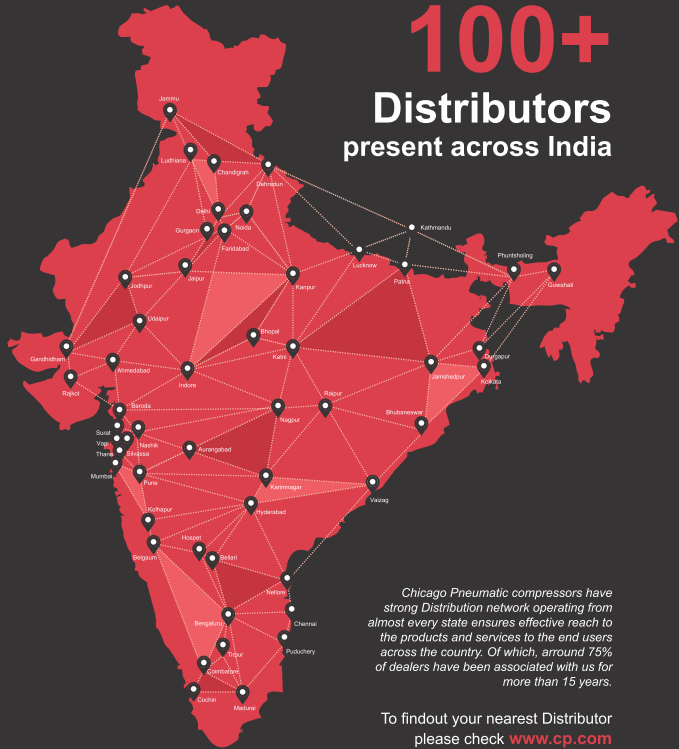 100+
Distributors
present across India
Jammu
Ludhiana
Chandigrah
Dehradun
Delhi
Noida
Gurgaon
Faridabad
Kathmandu
Lucknow
Patna
Phuntsholing
Guwahati
Jodhpur
Jaipur
Kanpur
Udaipur
Bhopal
Katni
Gandhidham
Ahmedabad
Indore
Rajkot
Durgapur
Jamshedpur
Kolkata
Baroda
Raipur
Nagpur
Bhubaneswar
Surat
Vapi
Nashik
Thane
Silvassa
Aurangabad
Mumbai
Pune
Karimnagar
Vaizag
Kolhapur
Hyderabad
Hospet
Belgaum
Bellari
Nellore
Bengaluru
Chennai
Tirpur
Puduchery
Coimbatore
Cochin
Madurai
Chicago Pneumatic compressors have
strong Distribution network operating from
almost every state ensures effective reach to
the products and services to the end users
across the country. Of which, arround 75%
of dealers have been associated with us for
more than 15 years.
To findout your nearest Distributor
please check www.cp.com